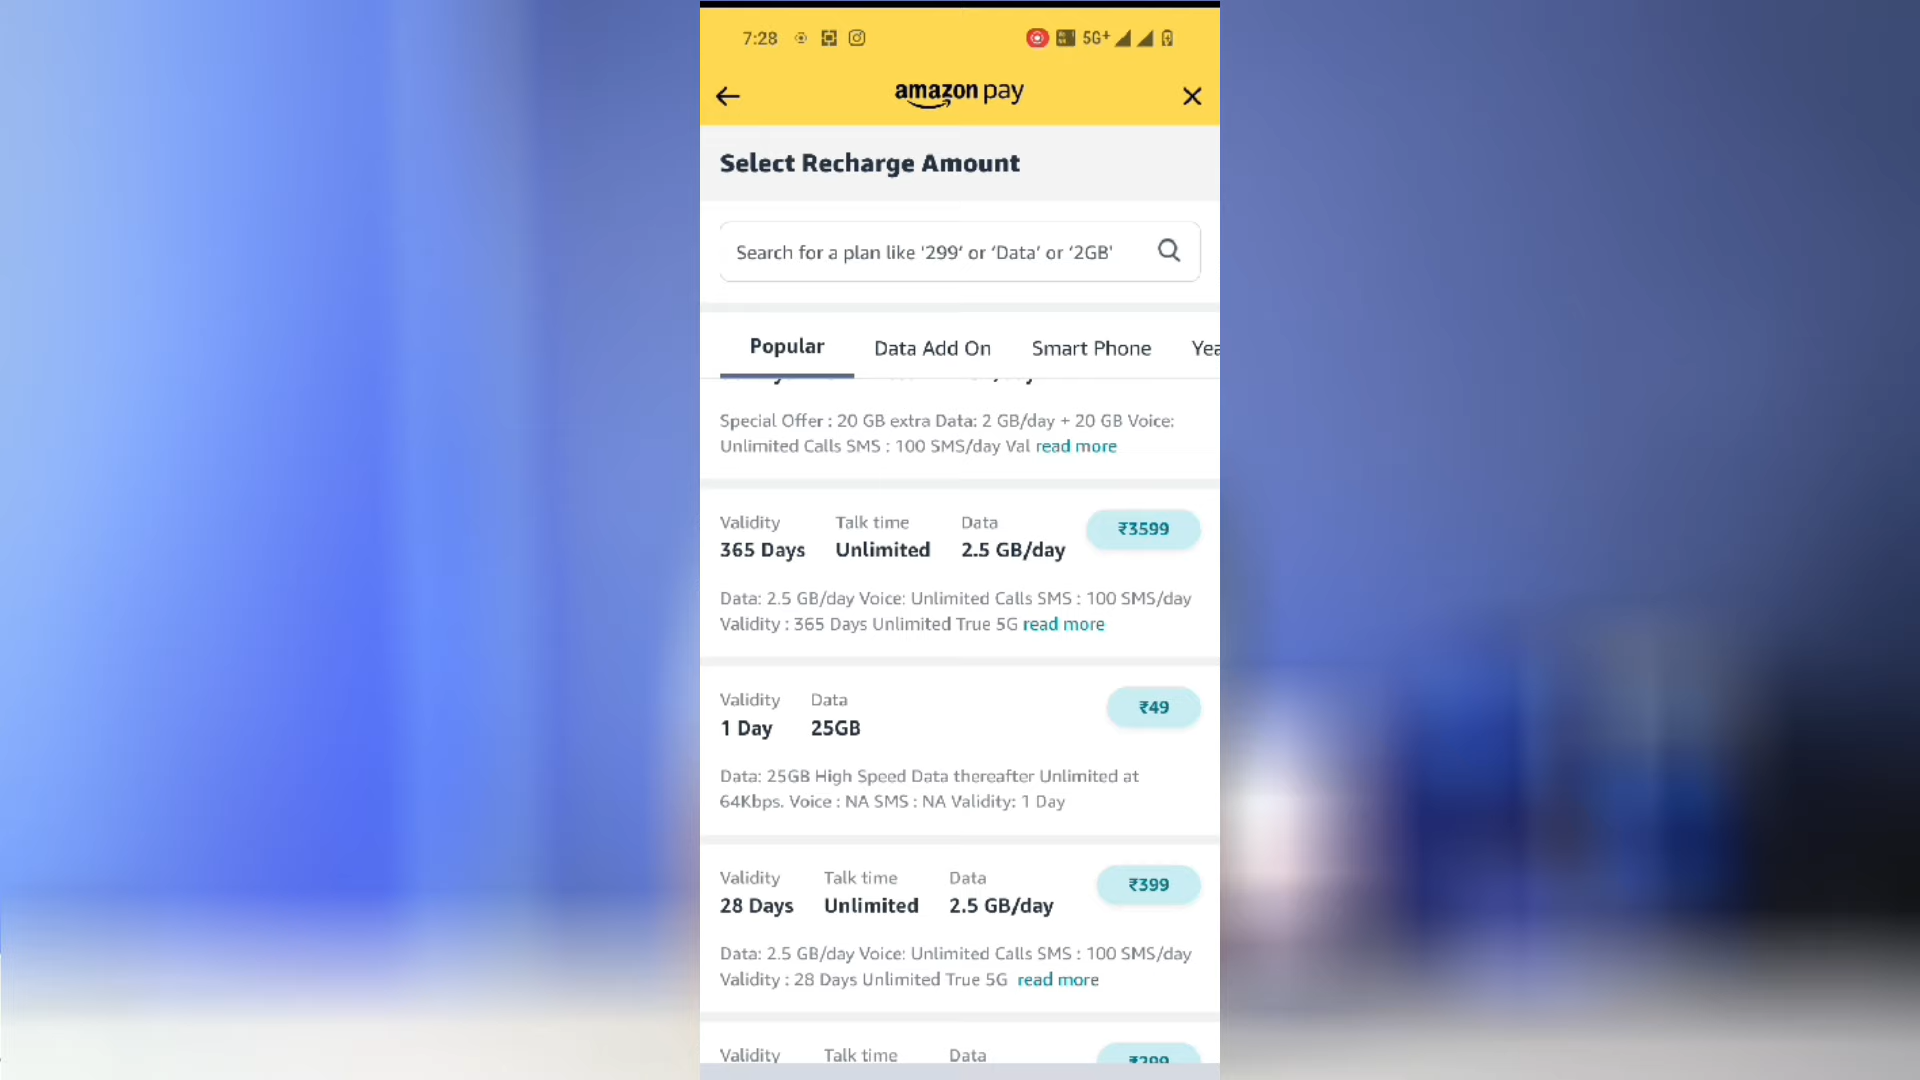 7:28 5G+
amazon pay
Select Recharge Amount
Search for a plan like '299' or 'Data' or '2GB'
Popular Data Add On Smart Phone Yea
Special Offer : 20 GB extra Data: 2 GB/day + 20 GB Voice:
Unlimited Calls SMS : 100 SMS/day Val read more
Validity Talk time Data ₹3599
365 Days Unlimited 2.5 GB/day
Data: 2.5 GB/day Voice: Unlimited Calls SMS : 100 SMS/day
Validity : 365 Days Unlimited True 5G read more
Validity Data ₹49
1 Day 25GB
Data: 25GB High Speed Data thereafter Unlimited at
64Kbps. Voice : NA SMS : NA Validity: 1 Day
Validity Talk time Data ₹399
28 Days Unlimited 2.5 GB/day
Data: 2.5 GB/day Voice: Unlimited Calls SMS : 100 SMS/day
Validity : 28 Days Unlimited True 5G read more
Validity Talk time Data ₹299